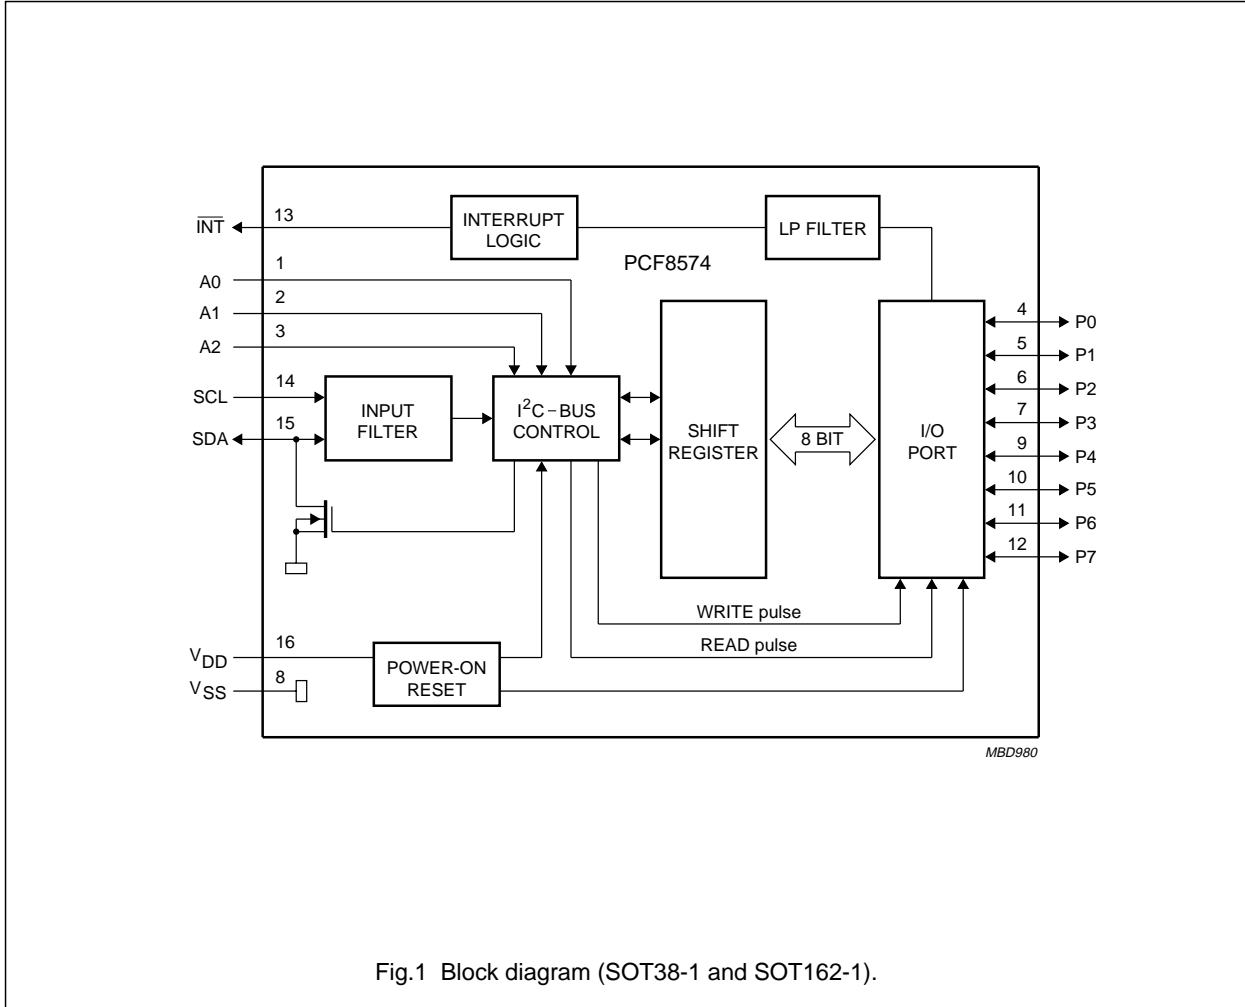 INT
13
INTERRUPT
LOGIC
LP FILTER
PCF8574
A0
1
A1
2
A2
3
SCL
14
SDA
15
INPUT
FILTER
I²C–BUS
CONTROL
SHIFT
REGISTER
8 BIT
I/O
PORT
4
P0
5
P1
6
P2
7
P3
9
P4
10
P5
11
P6
12
P7
WRITE pulse
READ pulse
VDD
16
VSS
8
POWER-ON
RESET
MBD980
Fig.1 Block diagram (SOT38-1 and SOT162-1).